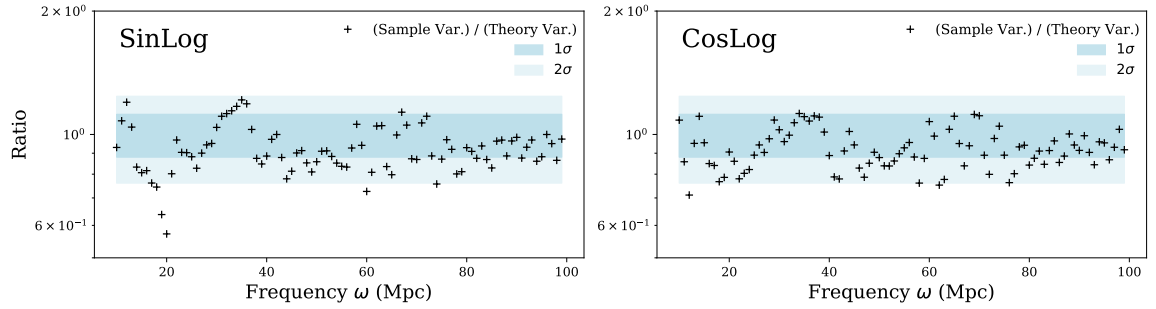 SinLog
(Sample Var.) / (Theory Var.)
1σ
2σ
2 × 10⁰
10⁰
6 × 10⁻¹
Ratio
20
40
60
80
100
Frequency ω (Mpc)
CosLog
(Sample Var.) / (Theory Var.)
1σ
2σ
2 × 10⁰
10⁰
6 × 10⁻¹
20
40
60
80
100
Frequency ω (Mpc)